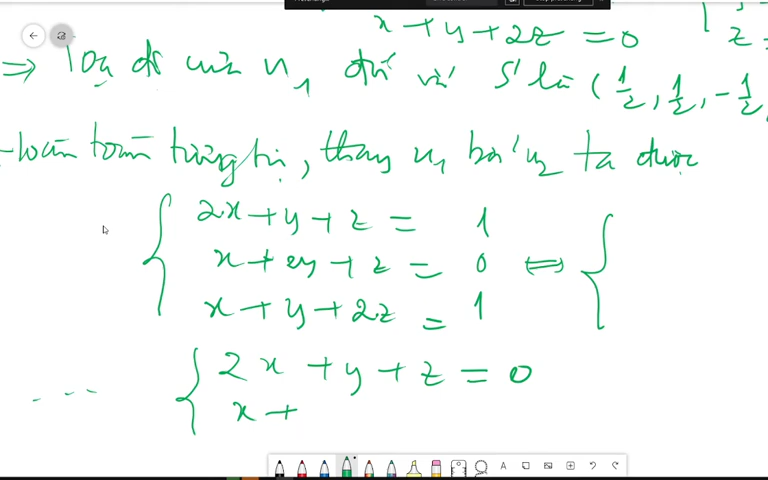 x + y + 2z = 0
z =
⇒ Toạ độ của u₁ đối với S' là (1/2, 1/2, -1/2,
Hoàn toàn tương tự, thay u₁ bởi u₂ ta được
2x + y + z = 1
x + 2y + z = 0 ⇔ {
x + y + 2z = 1
2x + y + z = 0
... x +